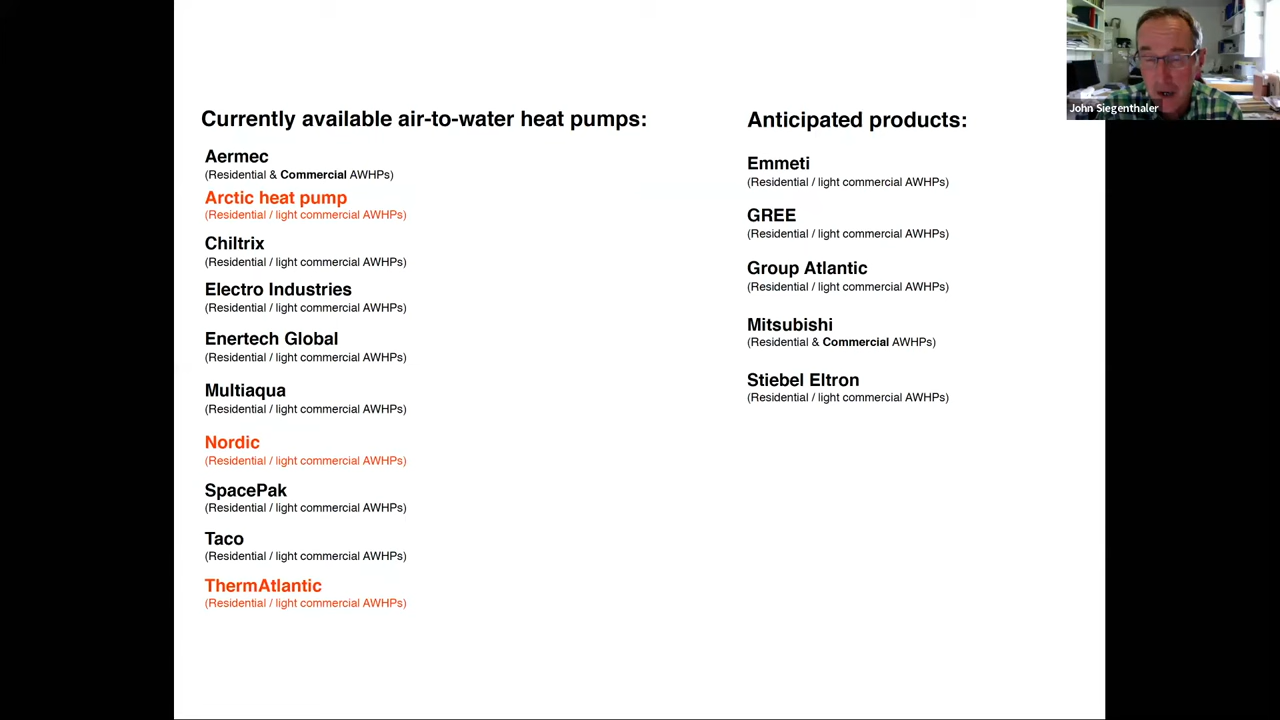 Currently available air-to-water heat pumps:
Aermec
(Residential & Commercial AWHPs)
Arctic heat pump
(Residential / light commercial AWHPs)
Chiltrix
(Residential / light commercial AWHPs)
Electro Industries
(Residential / light commercial AWHPs)
Enertech Global
(Residential / light commercial AWHPs)
Multiaqua
(Residential / light commercial AWHPs)
Nordic
(Residential / light commercial AWHPs)
SpacePak
(Residential / light commercial AWHPs)
Taco
(Residential / light commercial AWHPs)
ThermAtlantic
(Residential / light commercial AWHPs)
Anticipated products:
Emmeti
(Residential / light commercial AWHPs)
GREE
(Residential / light commercial AWHPs)
Group Atlantic
(Residential / light commercial AWHPs)
Mitsubishi
(Residential & Commercial AWHPs)
Stiebel Eltron
(Residential / light commercial AWHPs)
John Siegenthaler